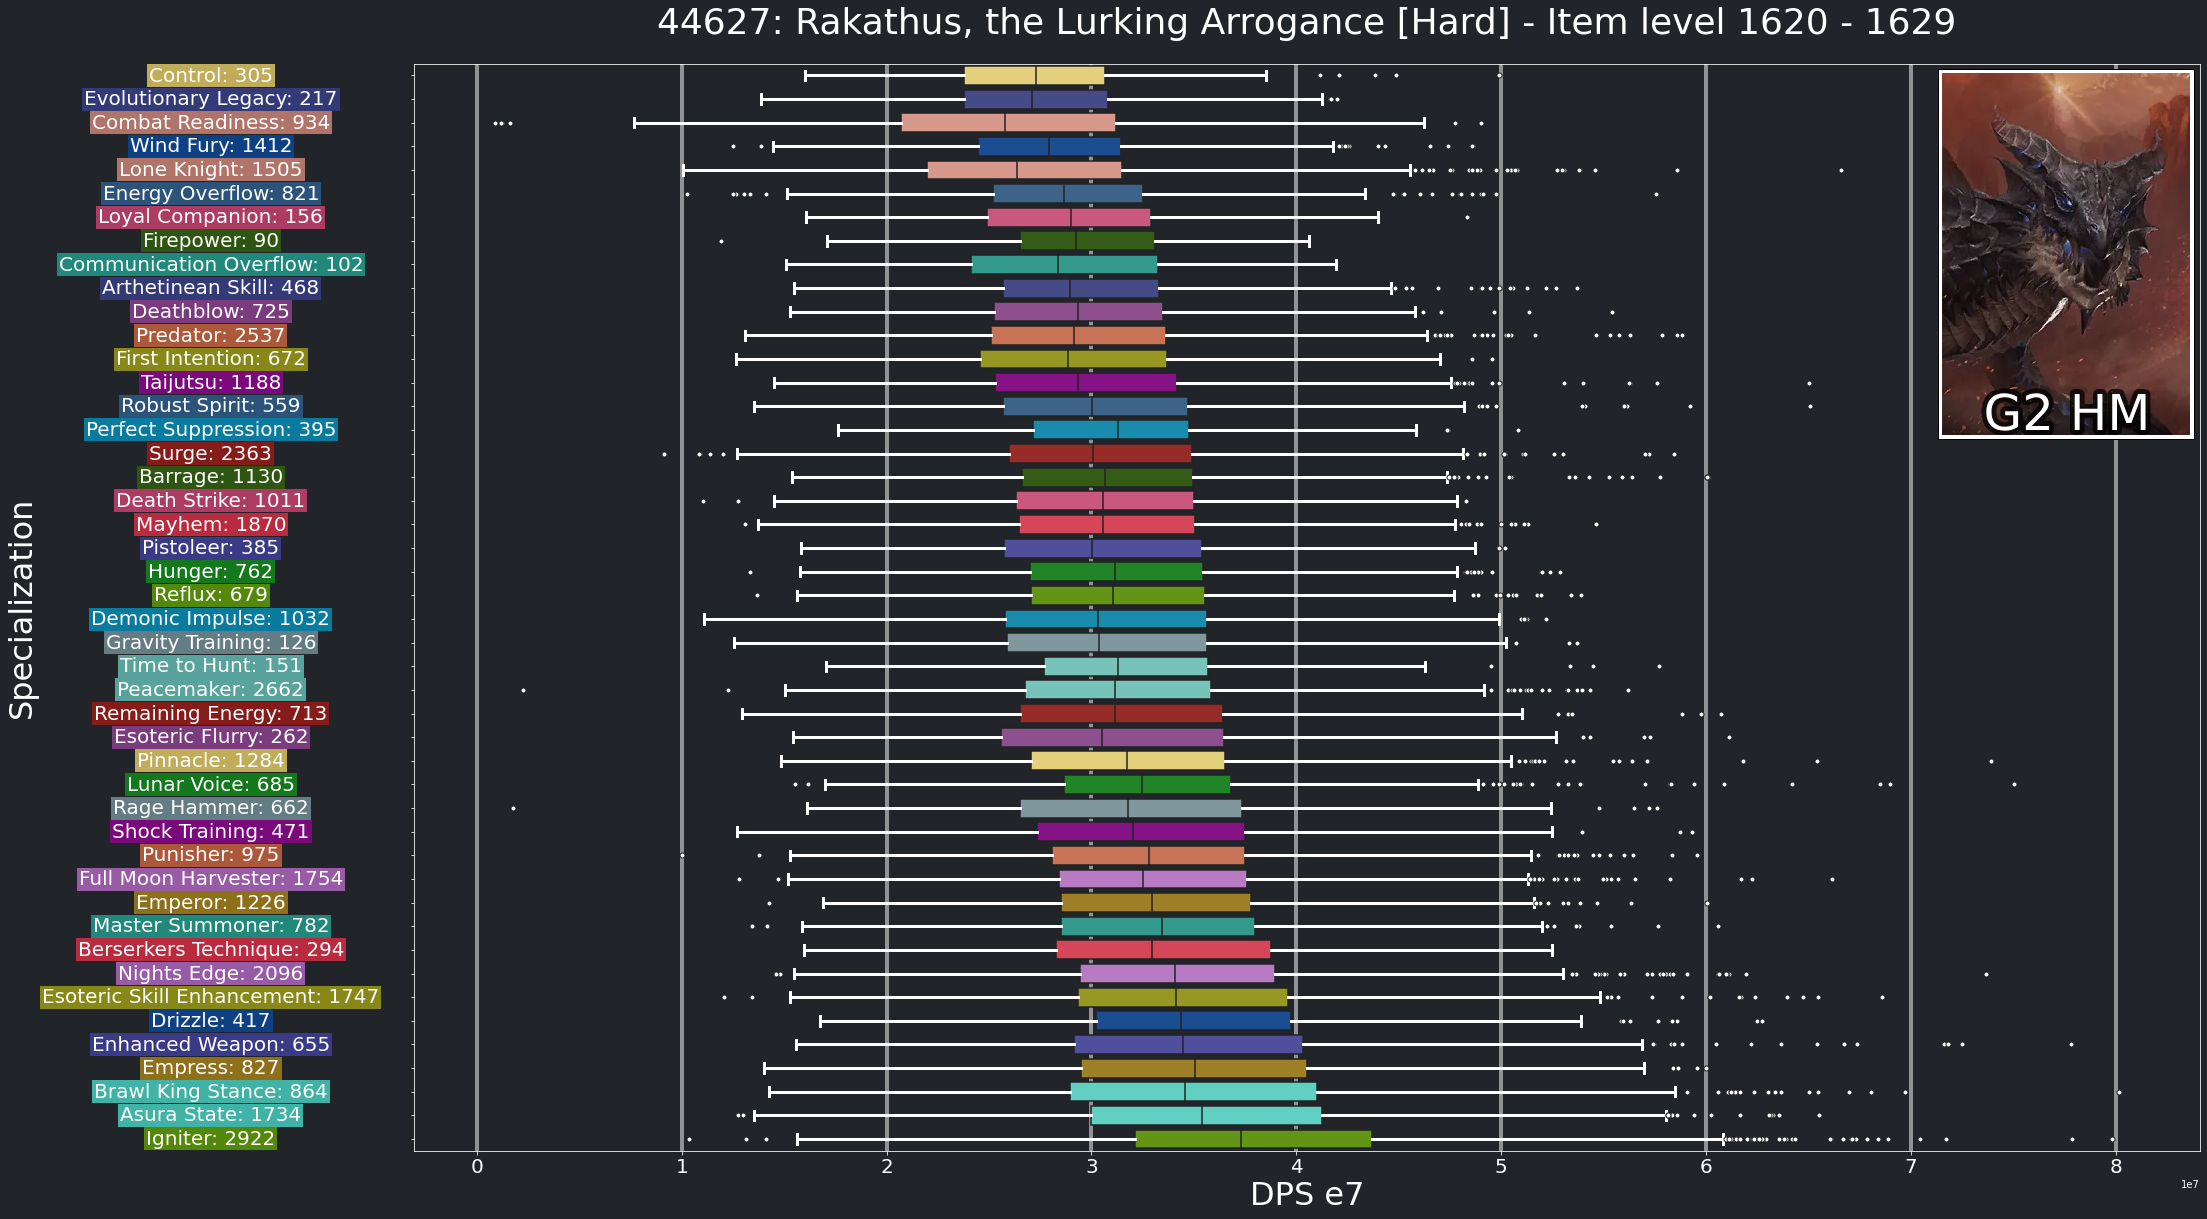 44627: Rakathus, the Lurking Arrogance [Hard] - Item level 1620 - 1629
Specialization
Control: 305
Evolutionary Legacy: 217
Combat Readiness: 934
Wind Fury: 1412
Lone Knight: 1505
Energy Overflow: 821
Loyal Companion: 156
Firepower: 90
Communication Overflow: 102
Arthetinean Skill: 468
Deathblow: 725
Predator: 2537
First Intention: 672
Taijutsu: 1188
Robust Spirit: 559
Perfect Suppression: 395
Surge: 2363
Barrage: 1130
Death Strike: 1011
Mayhem: 1870
Pistoleer: 385
Hunger: 762
Reflux: 679
Demonic Impulse: 1032
Gravity Training: 126
Time to Hunt: 151
Peacemaker: 2662
Remaining Energy: 713
Esoteric Flurry: 262
Pinnacle: 1284
Lunar Voice: 685
Rage Hammer: 662
Shock Training: 471
Punisher: 975
Full Moon Harvester: 1754
Emperor: 1226
Master Summoner: 782
Berserkers Technique: 294
Nights Edge: 2096
Esoteric Skill Enhancement: 1747
Drizzle: 417
Enhanced Weapon: 655
Empress: 827
Brawl King Stance: 864
Asura State: 1734
Igniter: 2922
G2 HM
0 1 2 3 4 5 6 7 8
1e7
DPS e7